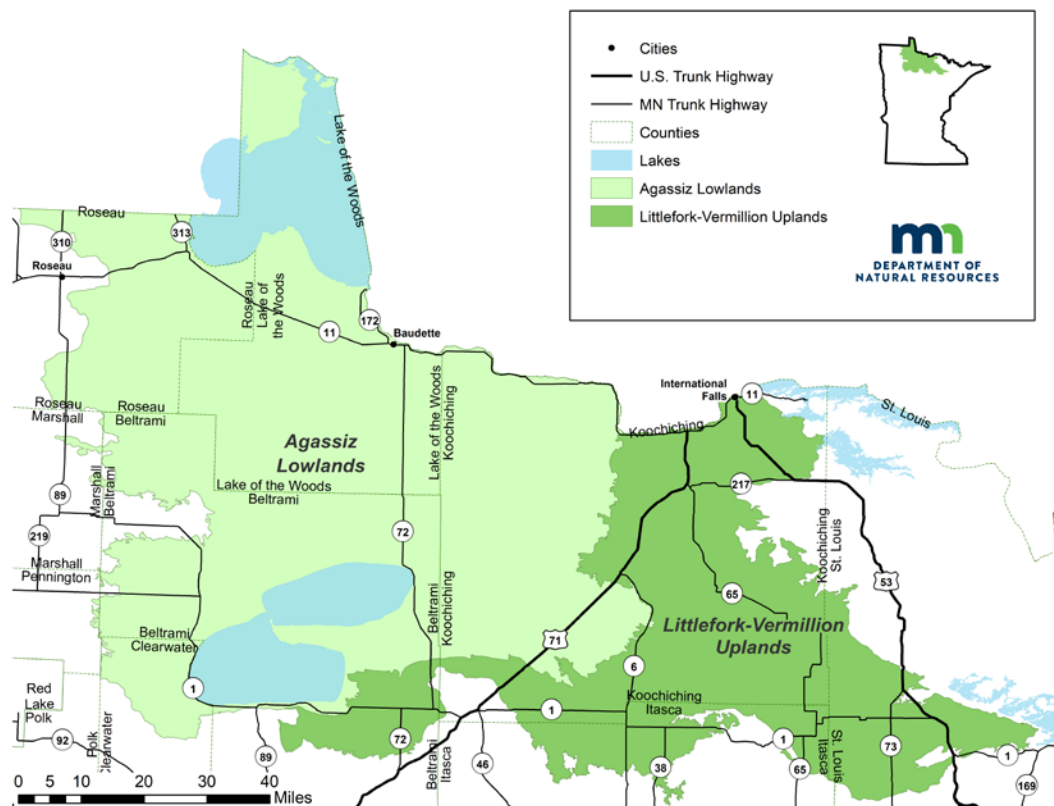 Cities
U.S. Trunk Highway
MN Trunk Highway
Counties
Lakes
Agassiz Lowlands
Littlefork-Vermillion Uplands
mn
DEPARTMENT OF
NATURAL RESOURCES
Lake of the Woods
Roseau
310
313
Roseau
Roseau
Lake of
the Woods
172
11
Baudette
International
Falls
11
St. Louis
Koochiching
Roseau
Marshall
Roseau
Beltrami
Lake of the Woods
Koochiching
Agassiz
Lowlands
Lake of the Woods
Beltrami
217
89
Marshall
Beltrami
219
72
Koochiching
St. Louis
53
Marshall
Pennington
65
Beltrami
Koochiching
Beltrami
Clearwater
71
Littlefork-Vermillion
Uplands
6
1
Red
Lake
Polk
Koochiching
Itasca
1
92
Polk
Clearwater
89
72
Beltrami
Itasca
46
38
1
65
St. Louis
Itasca
73
1
169
0 5 10 20 30 40
Miles